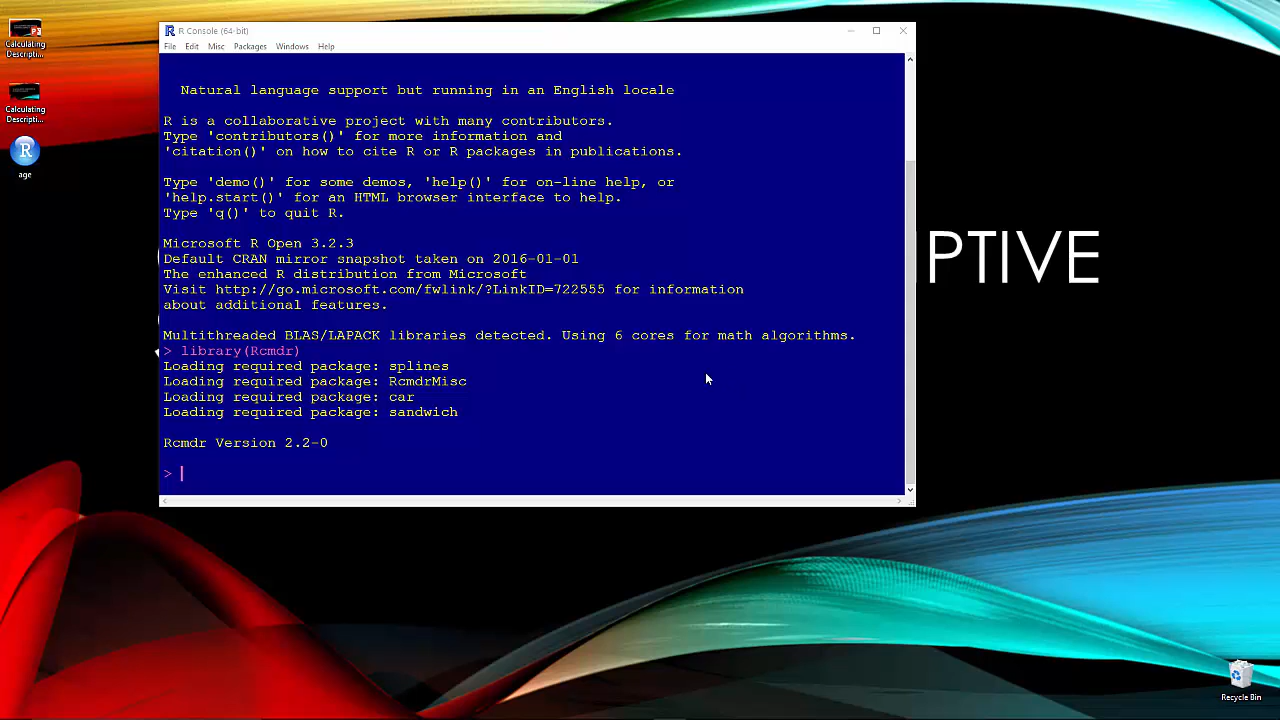 Calculating
Descripti...
Calculating
Descripti...
R
age
R Console (64-bit)
File Edit Misc Packages Windows Help
Natural language support but running in an English locale
R is a collaborative project with many contributors.
Type 'contributors()' for more information and
'citation()' on how to cite R or R packages in publications.
Type 'demo()' for some demos, 'help()' for on-line help, or
'help.start()' for an HTML browser interface to help.
Type 'q()' to quit R.
Microsoft R Open 3.2.3
Default CRAN mirror snapshot taken on 2016-01-01
The enhanced R distribution from Microsoft
Visit http://go.microsoft.com/fwlink/?LinkID=722555 for information
about additional features.
Multithreaded BLAS/LAPACK libraries detected. Using 6 cores for math algorithms.
> library(Rcmdr)
Loading required package: splines
Loading required package: RcmdrMisc
Loading required package: car
Loading required package: sandwich
Rcmdr Version 2.2-0
>
PTIVE
Recycle Bin